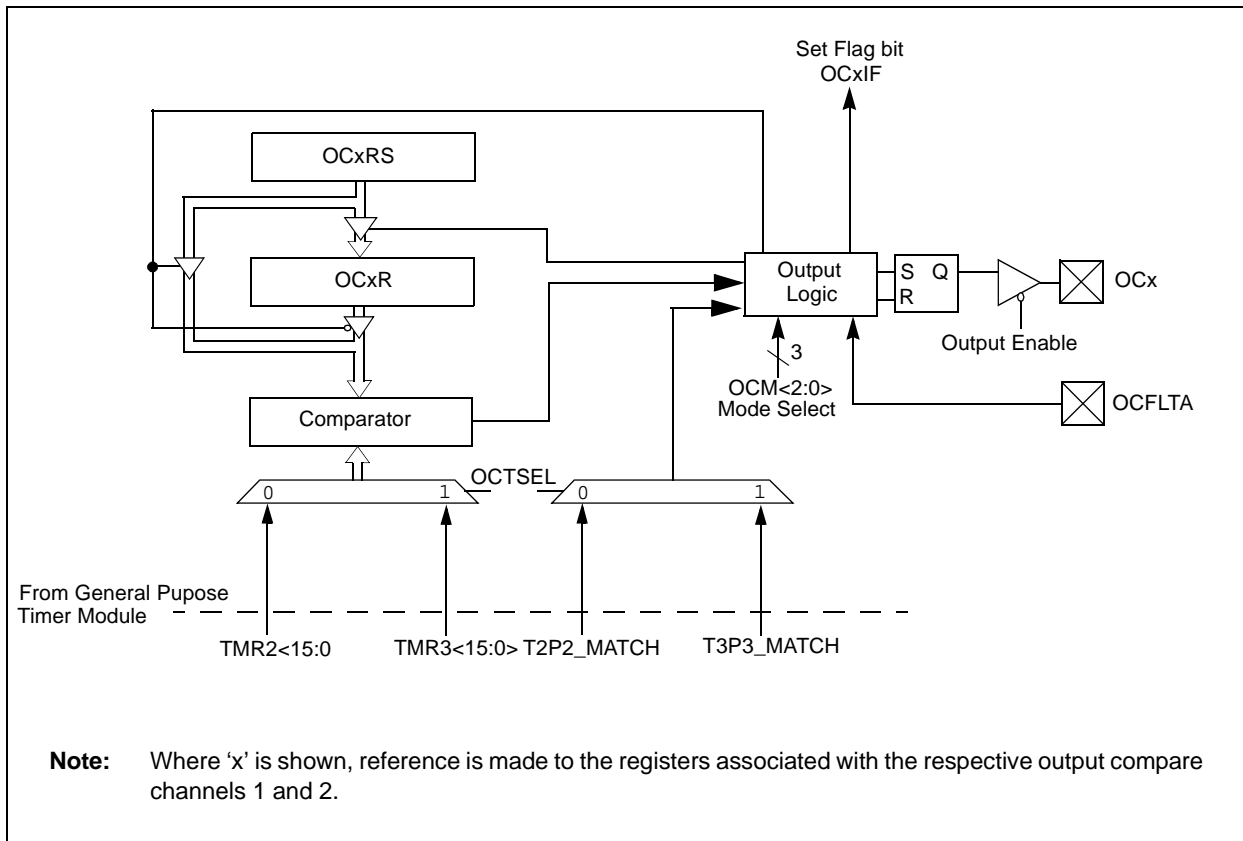 Set Flag bit
OCxIF
OCxRS
OCxR
Output
Logic
S Q
R
OCx
Output Enable
3
OCM<2:0>
Mode Select
OCFLTA
Comparator
OCTSEL
0 1
0 1
From General Pupose
Timer Module
TMR2<15:0
TMR3<15:0>
T2P2_MATCH
T3P3_MATCH
Note: Where ‘x’ is shown, reference is made to the registers associated with the respective output compare
channels 1 and 2.